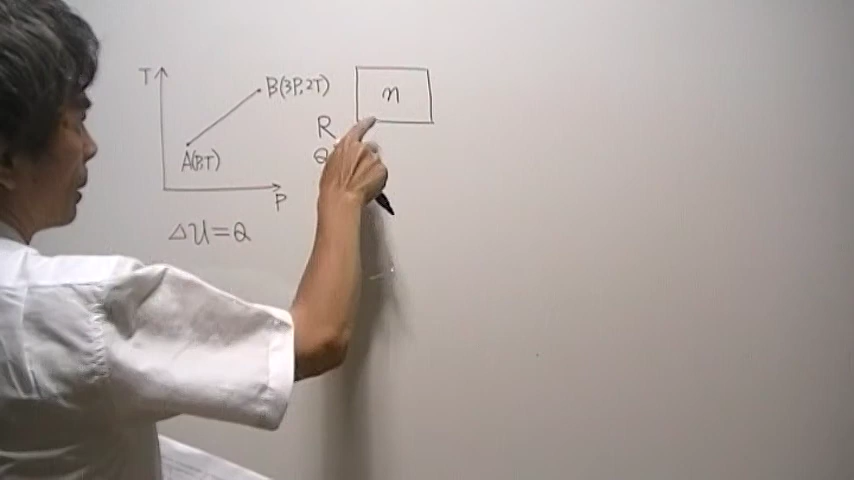 T
B(3P, 2T)
n
A(P,T)
R
Q
P
ΔU=Q